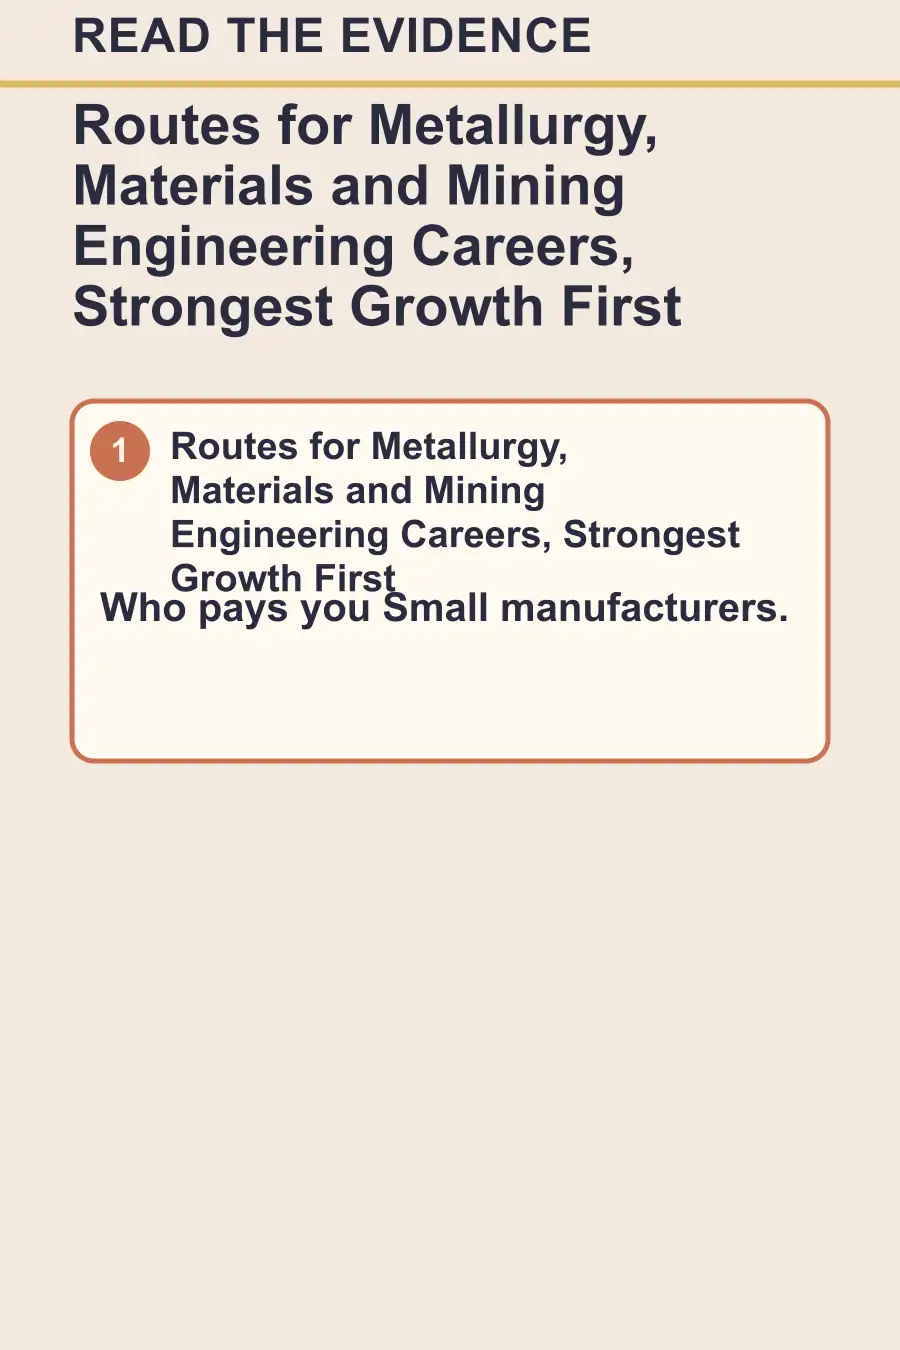 READ THE EVIDENCE
Routes for Metallurgy,
Materials and Mining
Engineering Careers,
Strongest Growth First
1
Routes for Metallurgy,
Materials and Mining
Engineering Careers, Strongest
Growth First
Who pays you Small manufacturers.